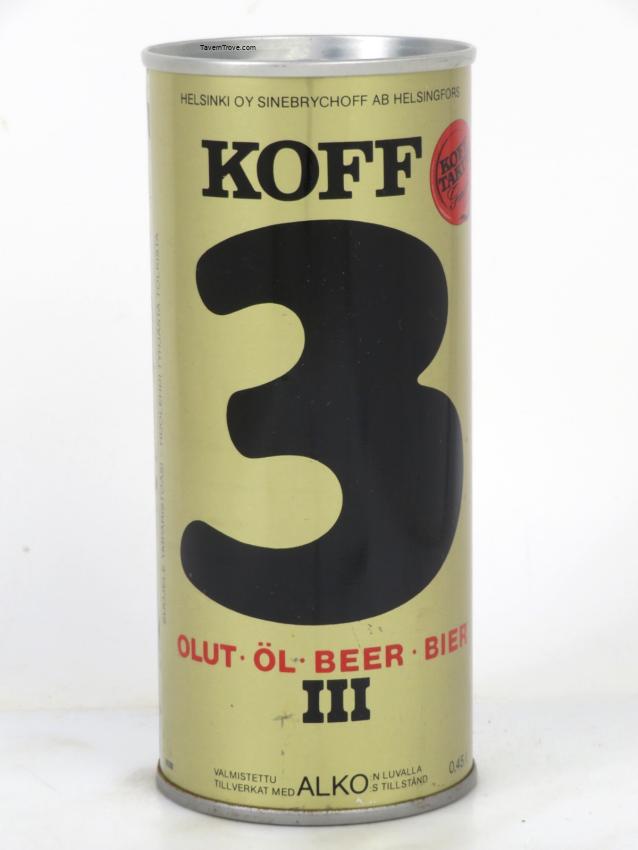 TavernTrove.com
HELSINKI OY SINEBRYCHOFF AB HELSINGFORS
KOFF
3
OLUT · ÖL · BEER · BIER
III
VALMISTETTU ALKO:N LUVALLA
TILLVERKAT MED ALKO:S TILLSTÅND
0,45 l